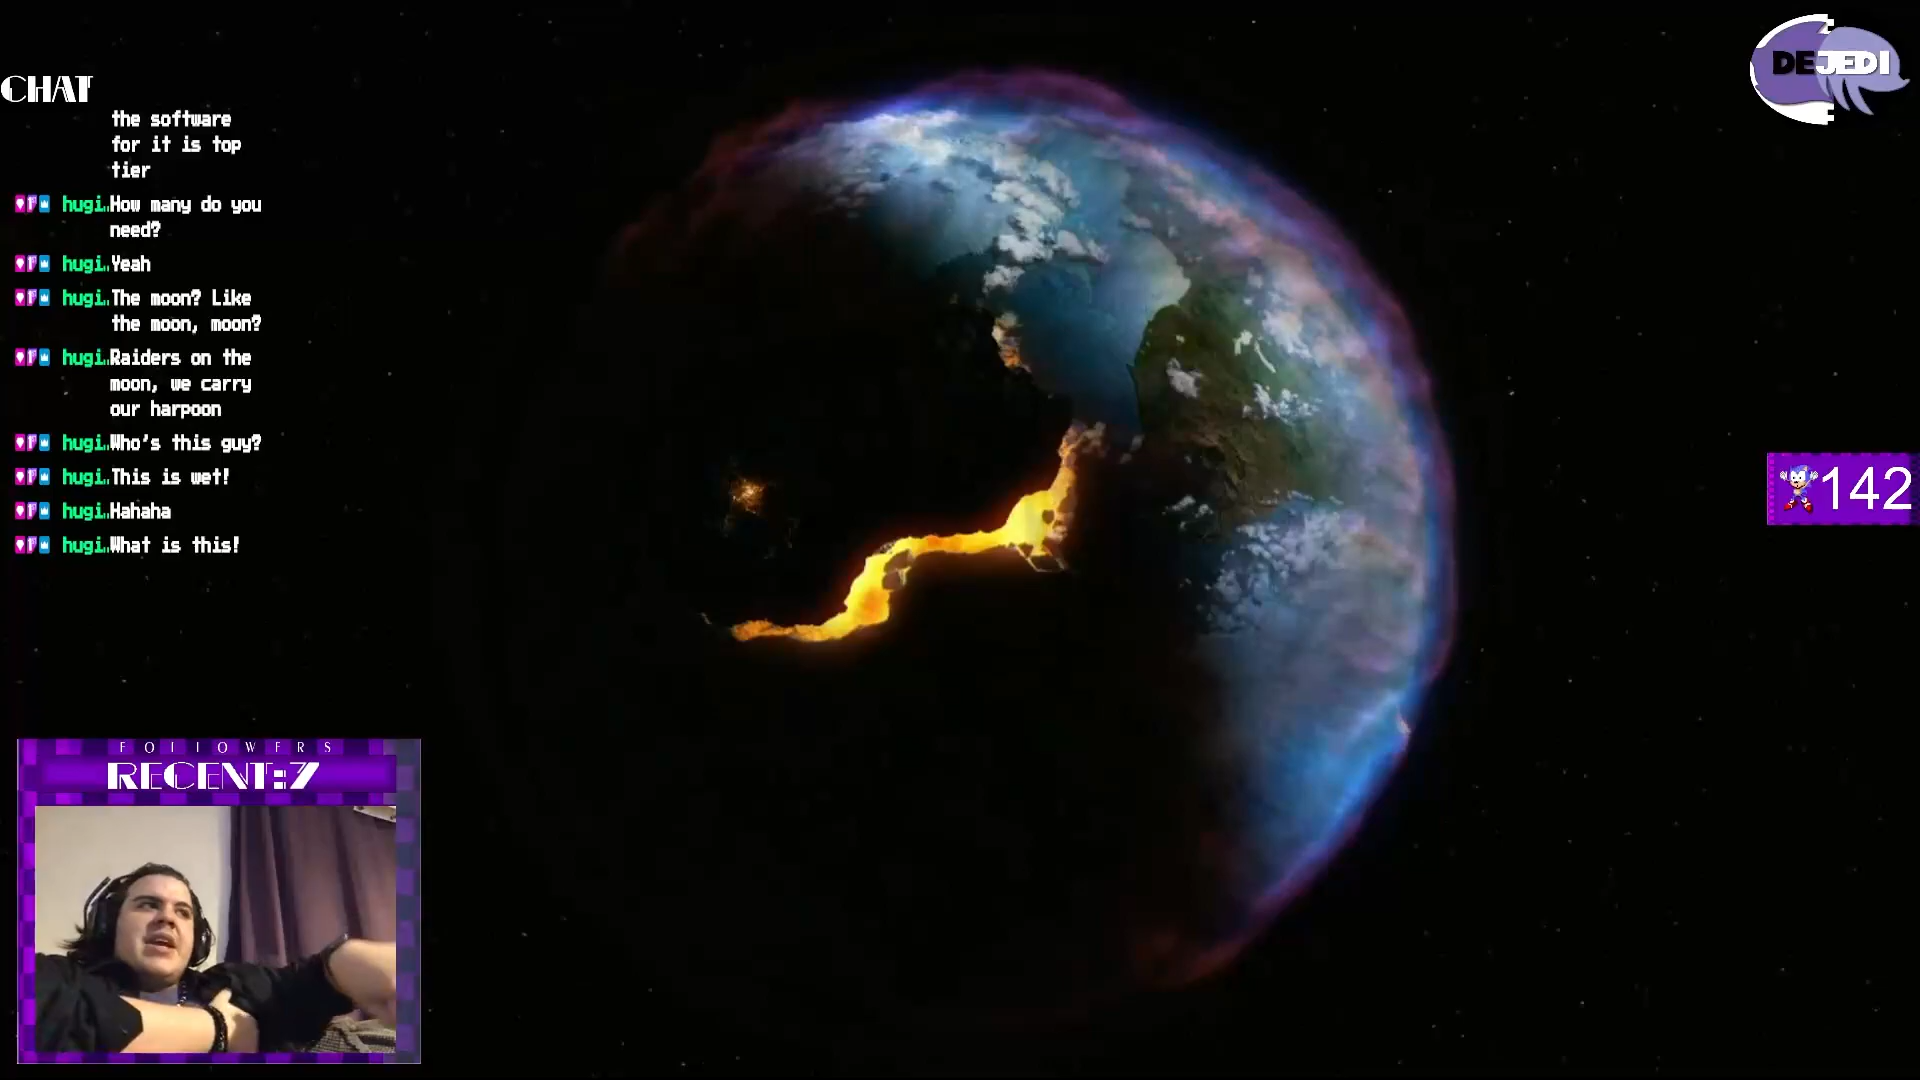 CHAT
DEJEDI
the software
for it is top
tier
hugi..How many do you
need?
hugi..Yeah
hugi..The moon? Like
the moon, moon?
hugi..Raiders on the
moon, we carry
our harpoon
hugi..Who's this guy?
hugi..This is wet!
hugi..Hahaha
hugi..What is this!
142
FOLLOWERS
RECENT:7